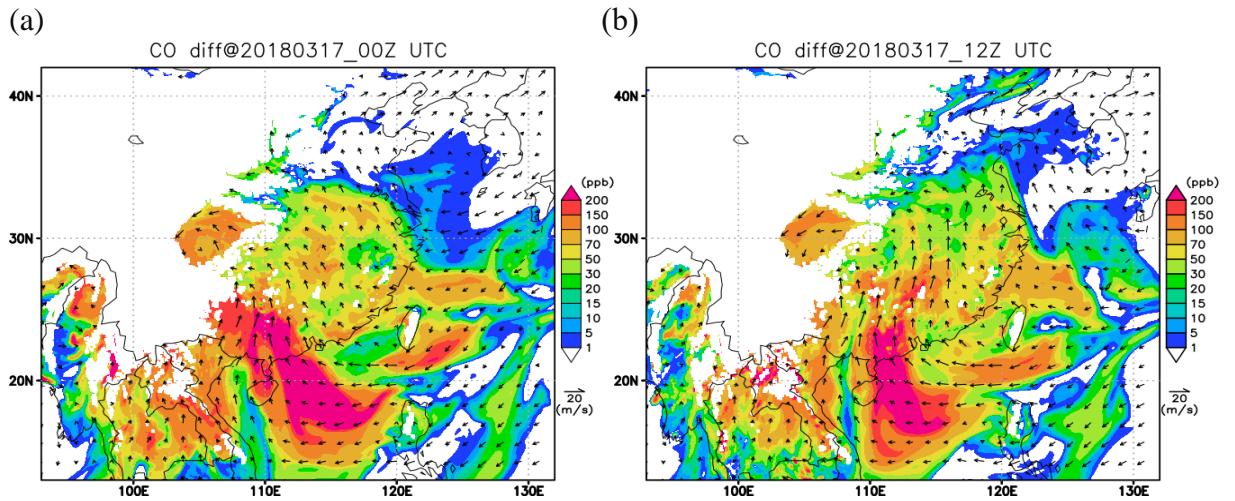 (a)
CO diff@20180317_00Z UTC
40N
30N
20N
100E
110E
120E
130E
(ppb)
200
150
100
70
50
30
20
15
10
5
1
20
(m/s)
(b)
CO diff@20180317_12Z UTC
40N
30N
20N
100E
110E
120E
130E
(ppb)
200
150
100
70
50
30
20
15
10
5
1
20
(m/s)